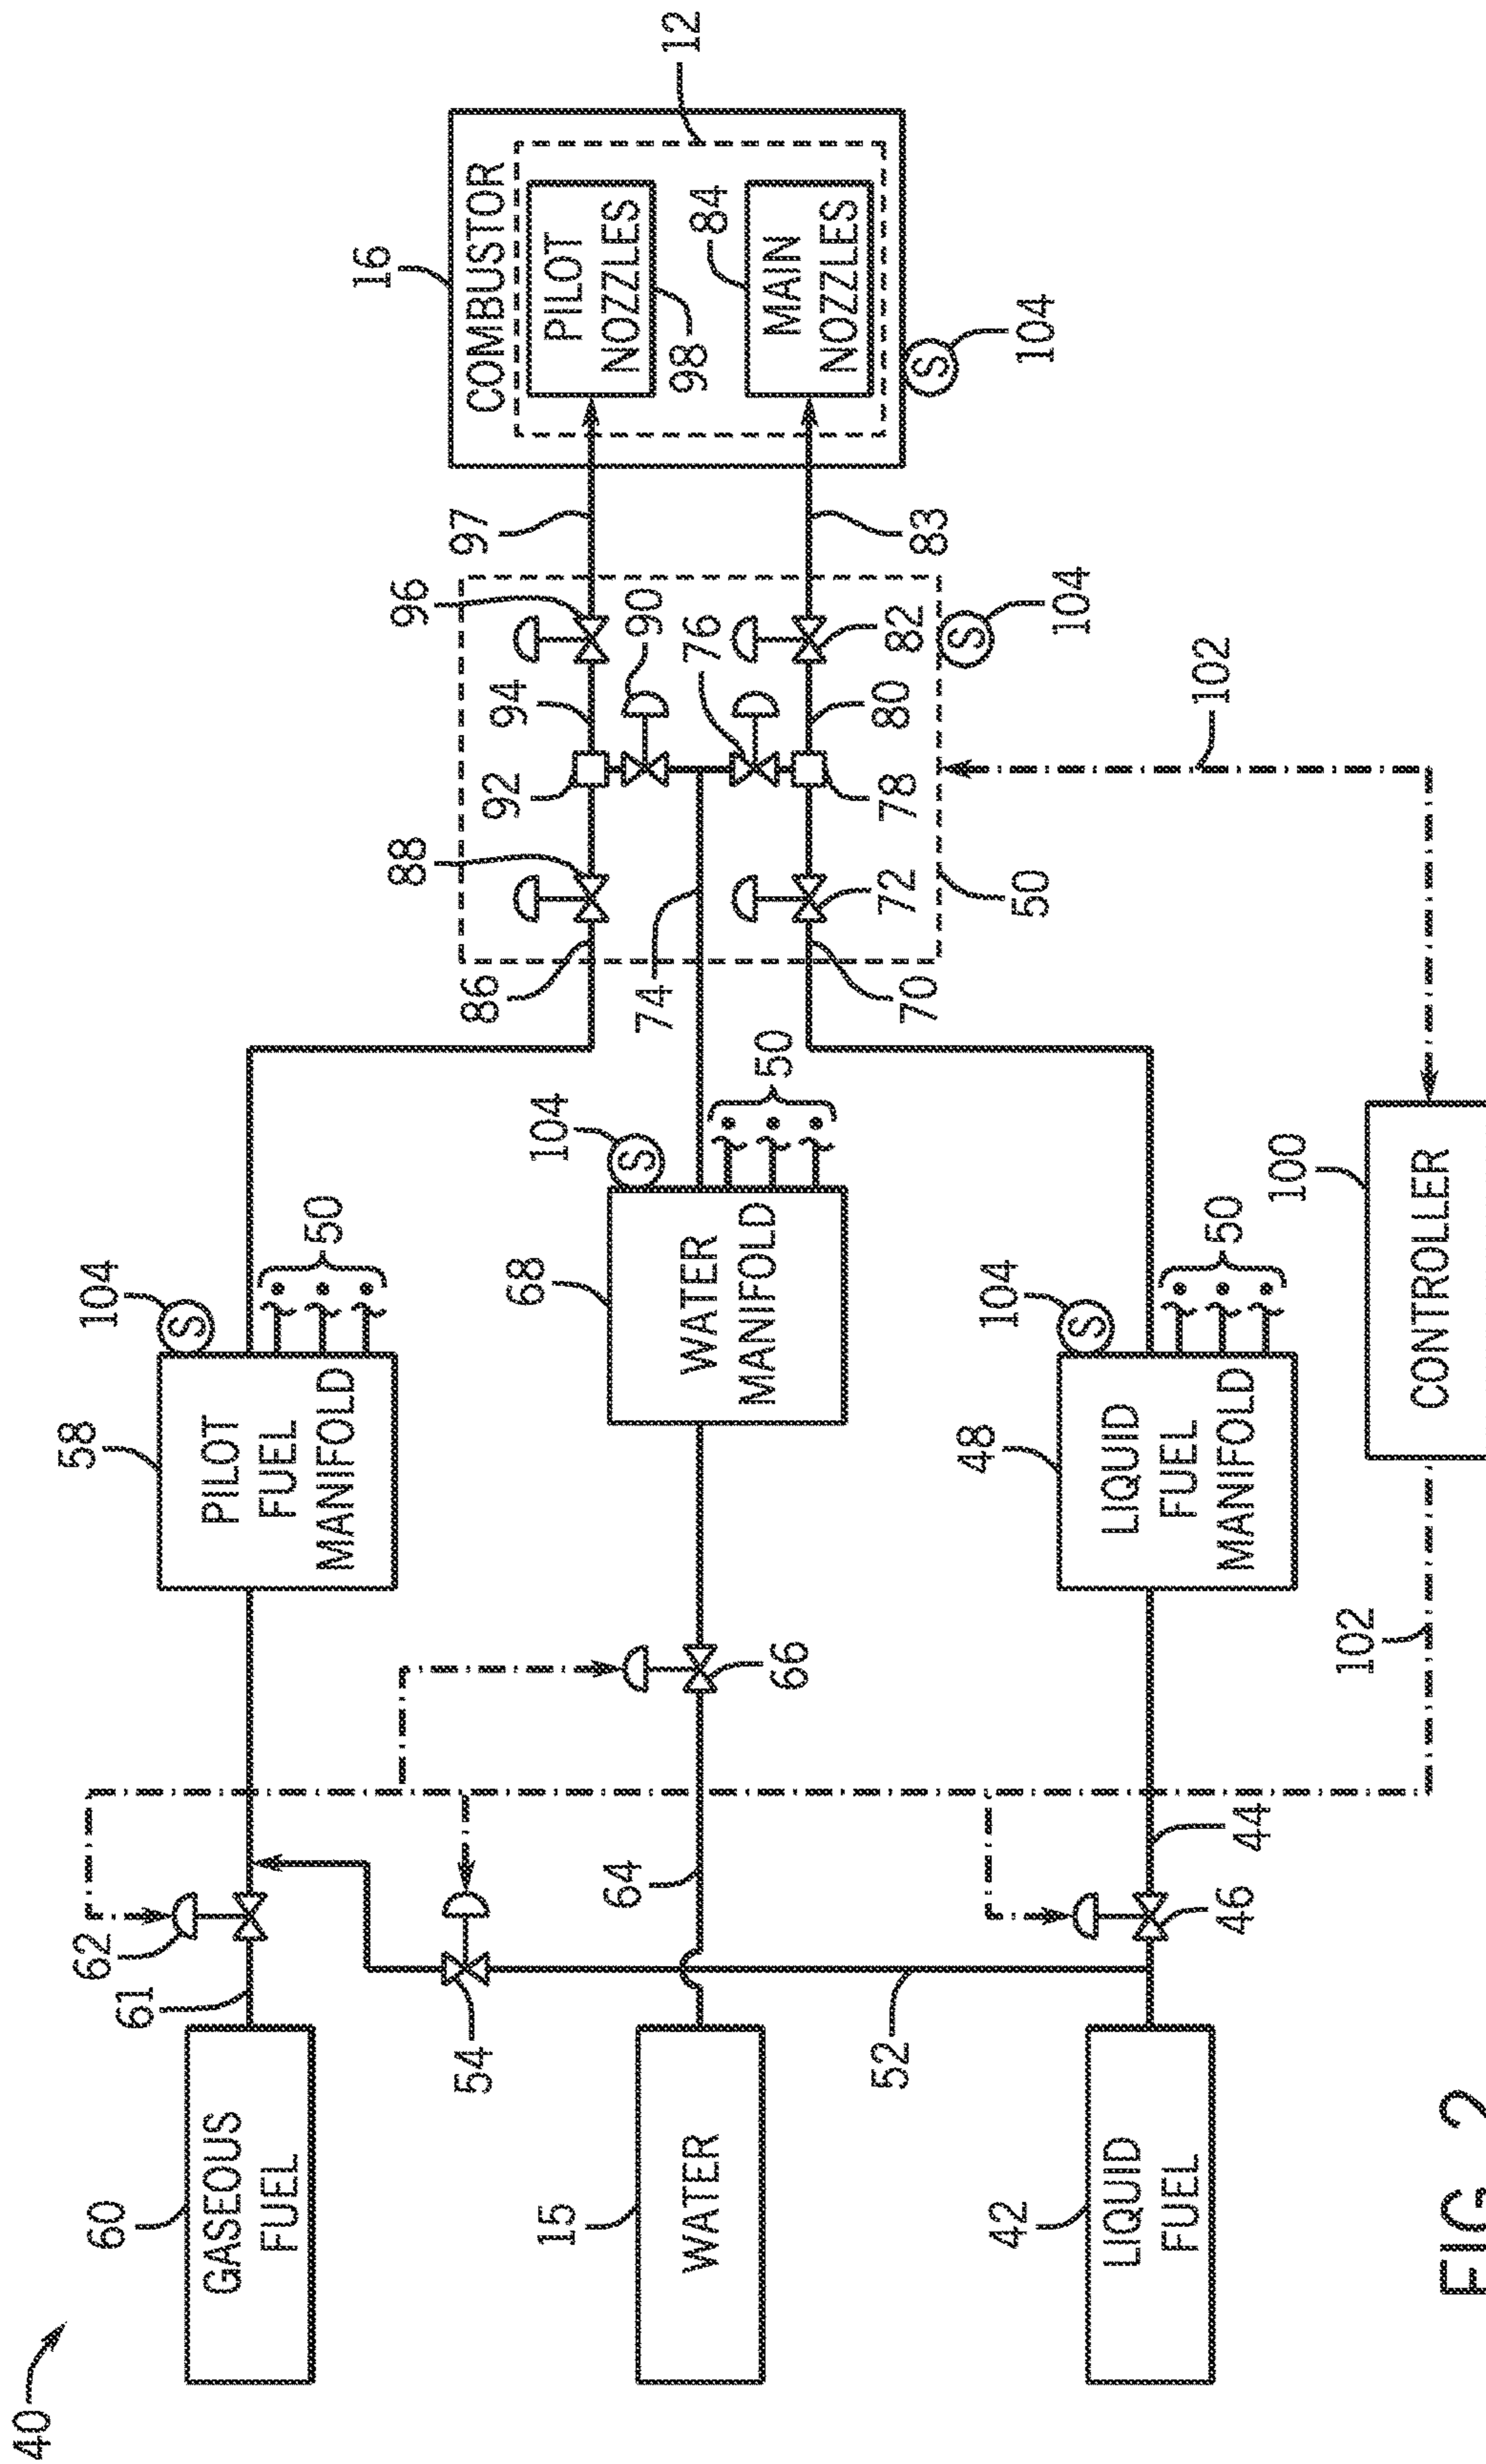 40
60
GASEOUS
FUEL
61
62
58
PILOT
FUEL
MANIFOLD
104
S
50
15
WATER
54
64
66
68
WATER
MANIFOLD
104
S
50
42
LIQUID
FUEL
52
46
44
48
LIQUID
FUEL
MANIFOLD
104
S
50
86
88
92
94
96
90
97
74
76
70
72
78
80
82
83
50
S
104
16
COMBUSTOR
12
PILOT
NOZZLES
98
84
MAIN
NOZZLES
S
104
102
100
CONTROLLER
102
FIG. 2